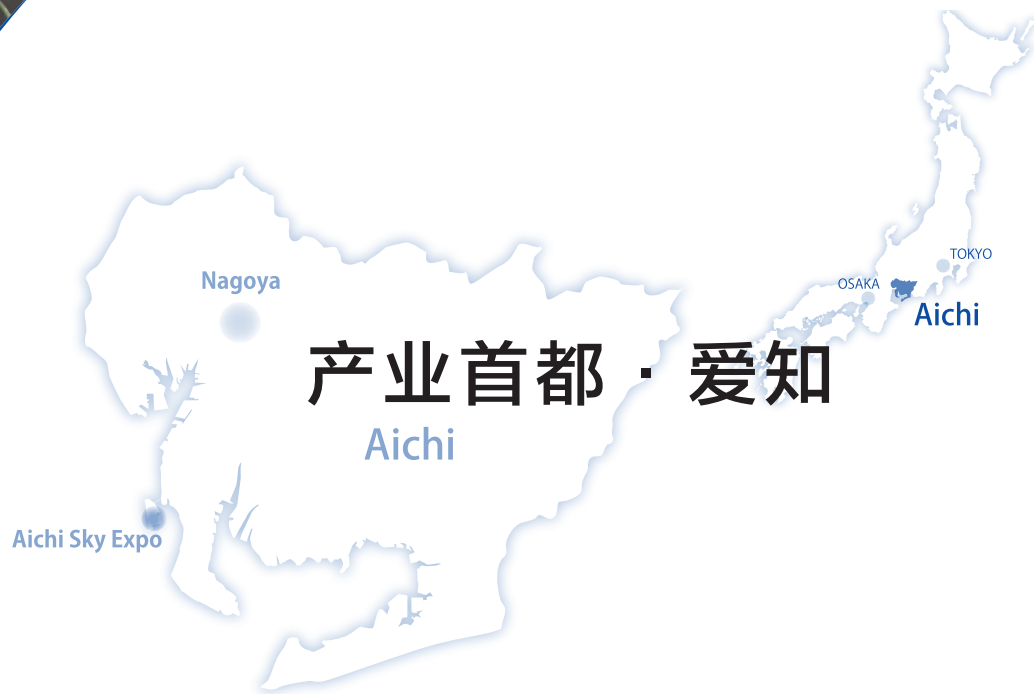 TOKYO
Nagoya
OSAKA
Aichi
产业首都·爱知
Aichi
Aichi Sky Expo